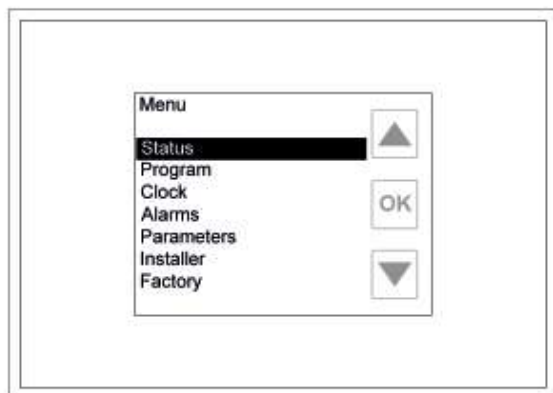 Menu
Status
Program
Clock
OK
Alarms
Parameters
Installer
Factory